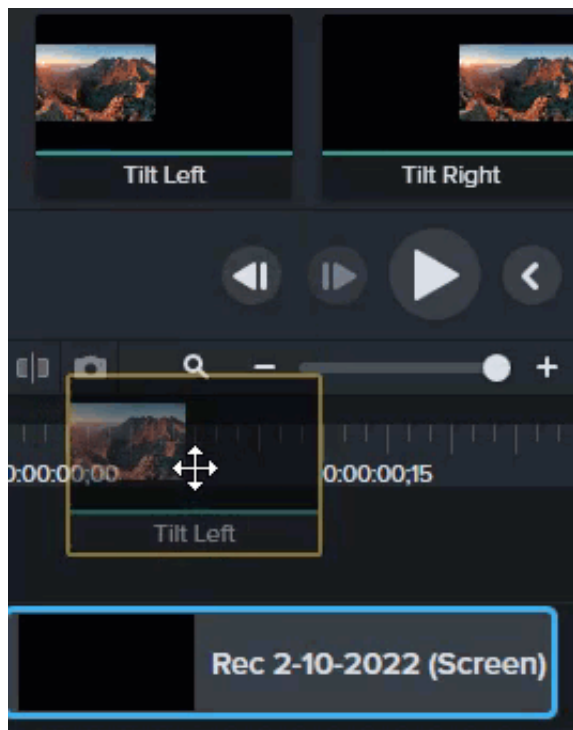 Tilt Left
Tilt Right
0:00:00;00
0:00:00;15
Tilt Left
Rec 2-10-2022 (Screen)